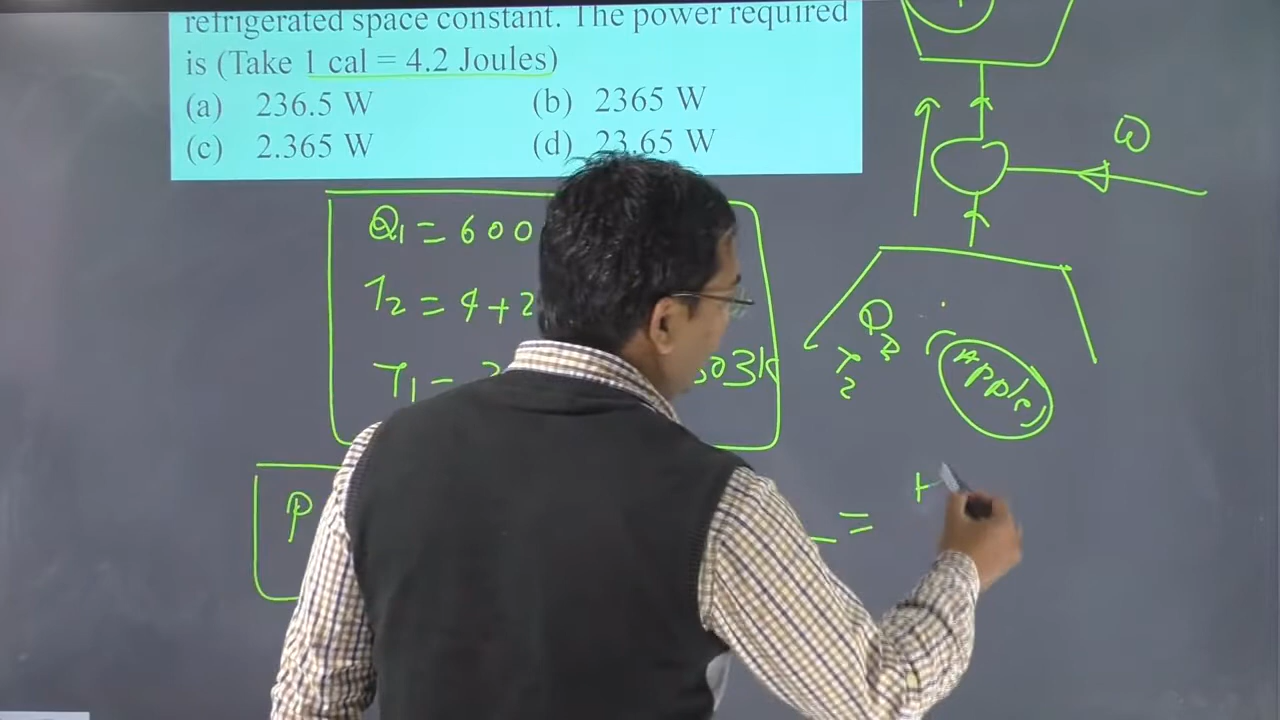 refrigerated space constant. The power required
is (Take 1 cal = 4.2 Joules)
(a) 236.5 W (b) 2365 W
(c) 2.365 W (d) 23.65 W
ω
Q1 = 600
T2 = 4 + 2
T1 = 303K
T2
Apple
P
=